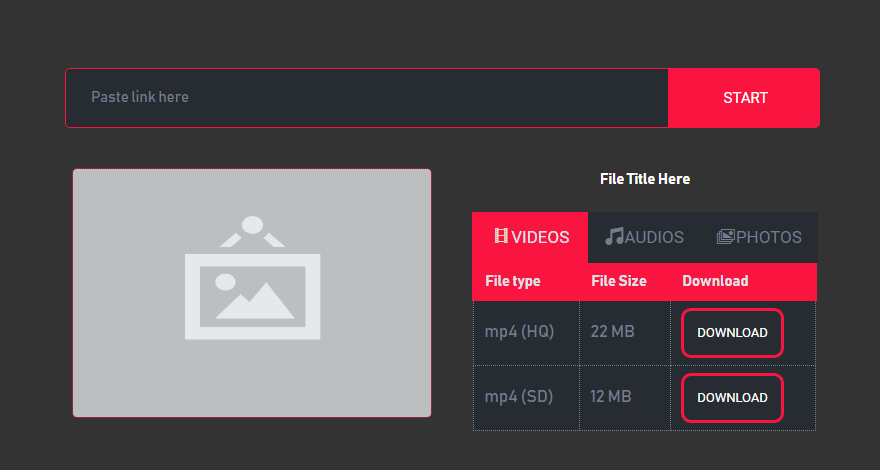 Paste link here
START
File Title Here
VIDEOS AUDIOS PHOTOS
File type File Size Download
mp4 (HQ) 22 MB DOWNLOAD
mp4 (SD) 12 MB DOWNLOAD